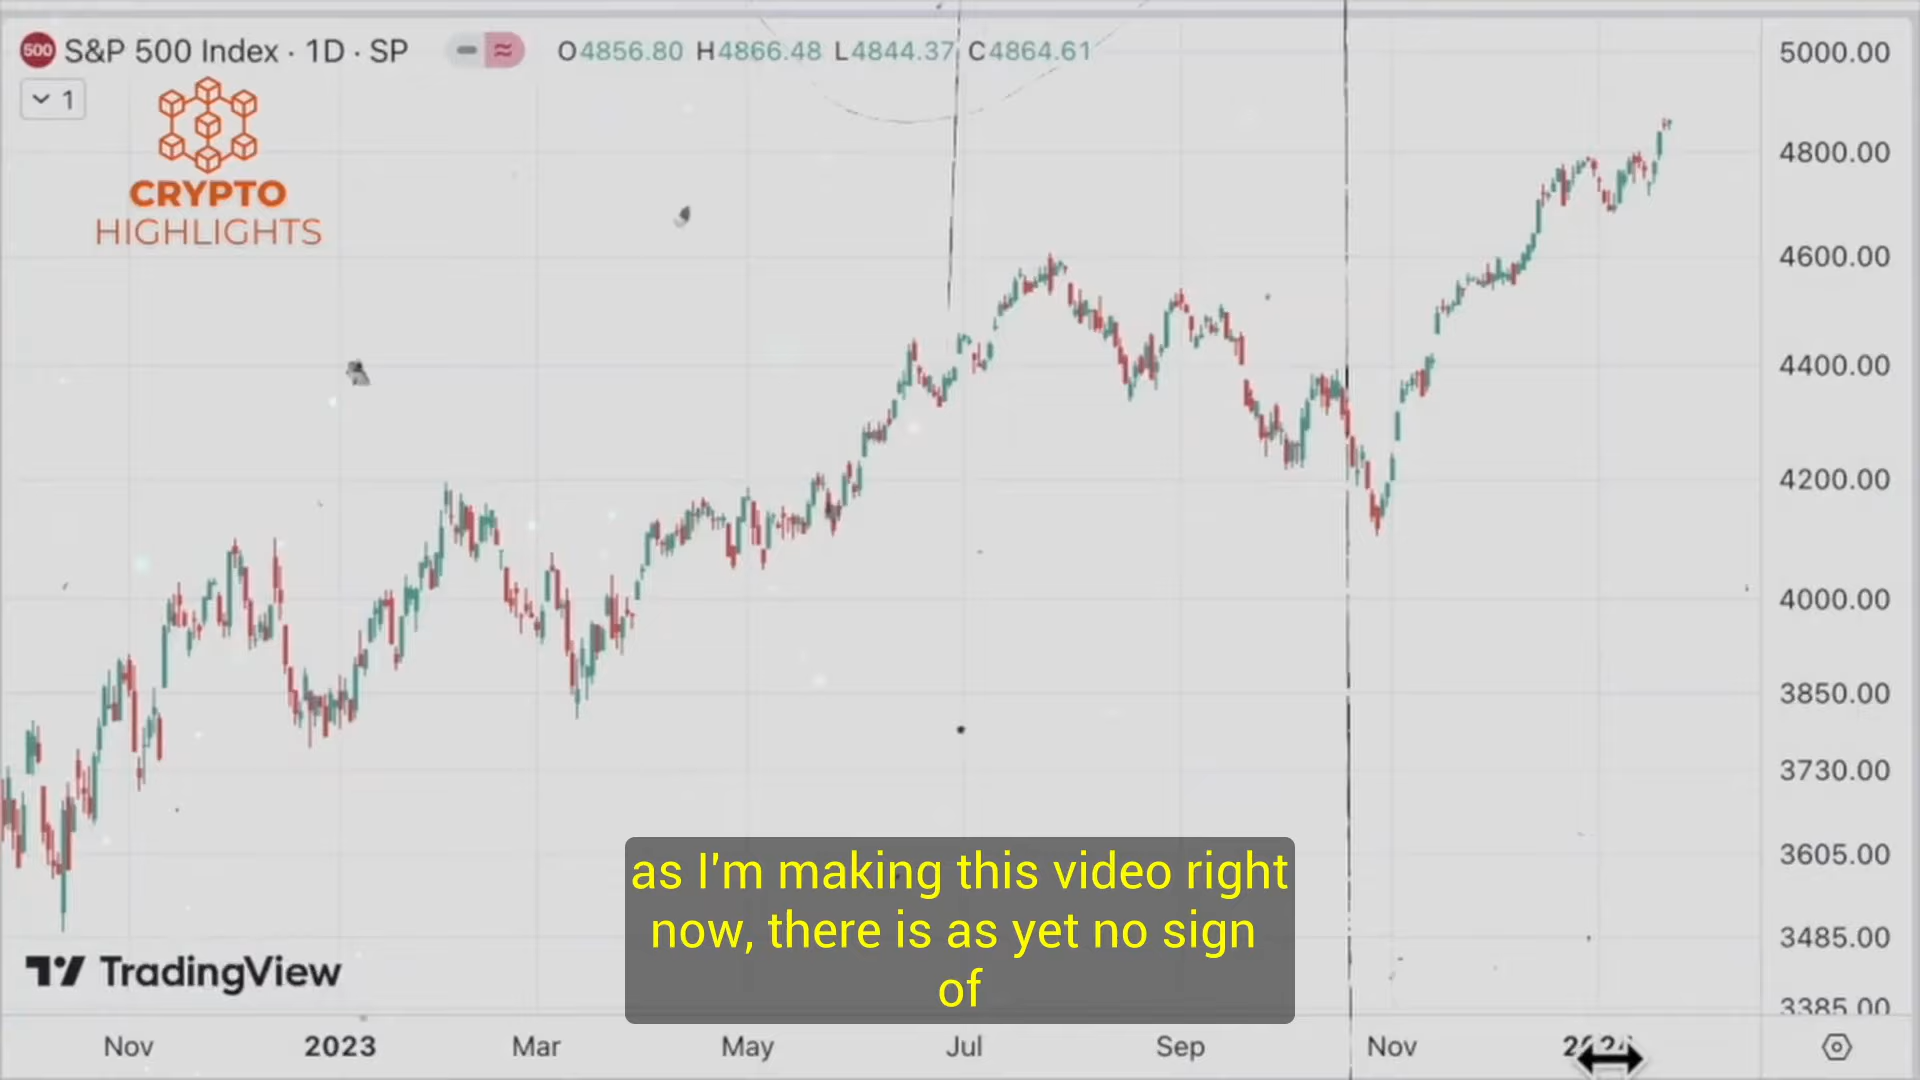 500 S&P 500 Index · 1D · SP O4856.80 H4866.48 L4844.37 C4864.61
1
CRYPTO
HIGHLIGHTS
5000.00
4800.00
4600.00
4400.00
4200.00
4000.00
3850.00
3730.00
3605.00
3485.00
3385.00
as I'm making this video right
now, there is as yet no sign
of
TradingView
Nov 2023 Mar May Jul Sep Nov 2024